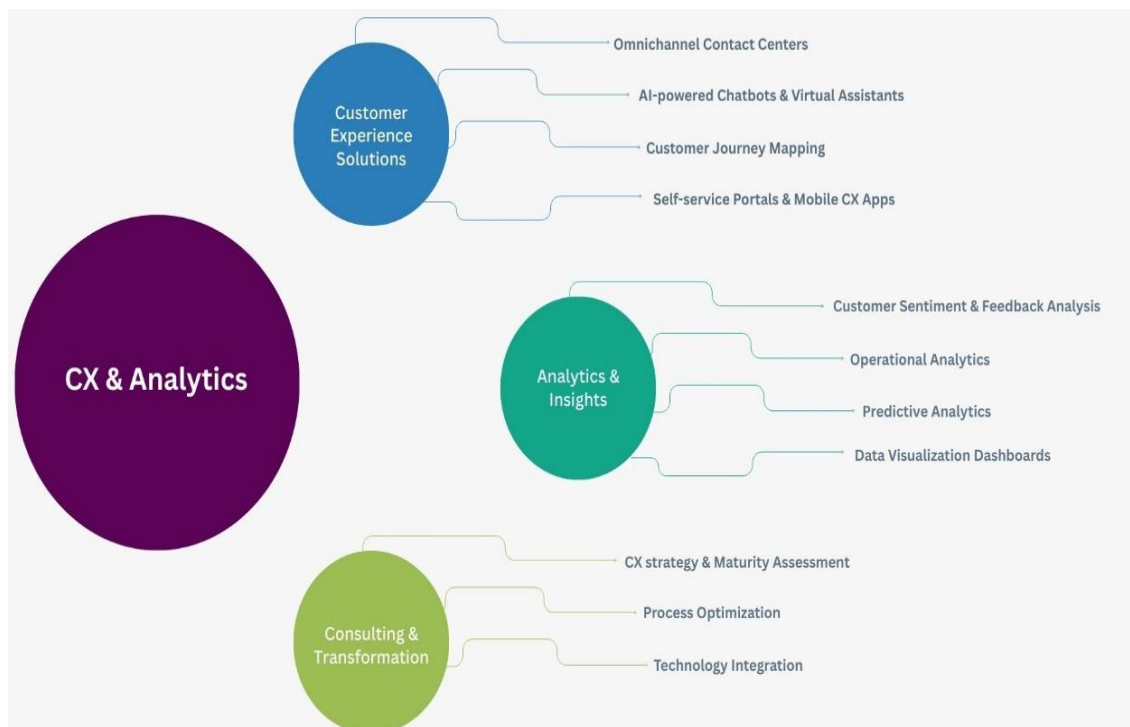 Omnichannel Contact Centers
AI-powered Chatbots & Virtual Assistants
Customer
Experience
Solutions
Customer Journey Mapping
Self-service Portals & Mobile CX Apps
CX & Analytics
Customer Sentiment & Feedback Analysis
Operational Analytics
Analytics &
Insights
Predictive Analytics
Data Visualization Dashboards
CX strategy & Maturity Assessment
Process Optimization
Consulting &
Transformation
Technology Integration